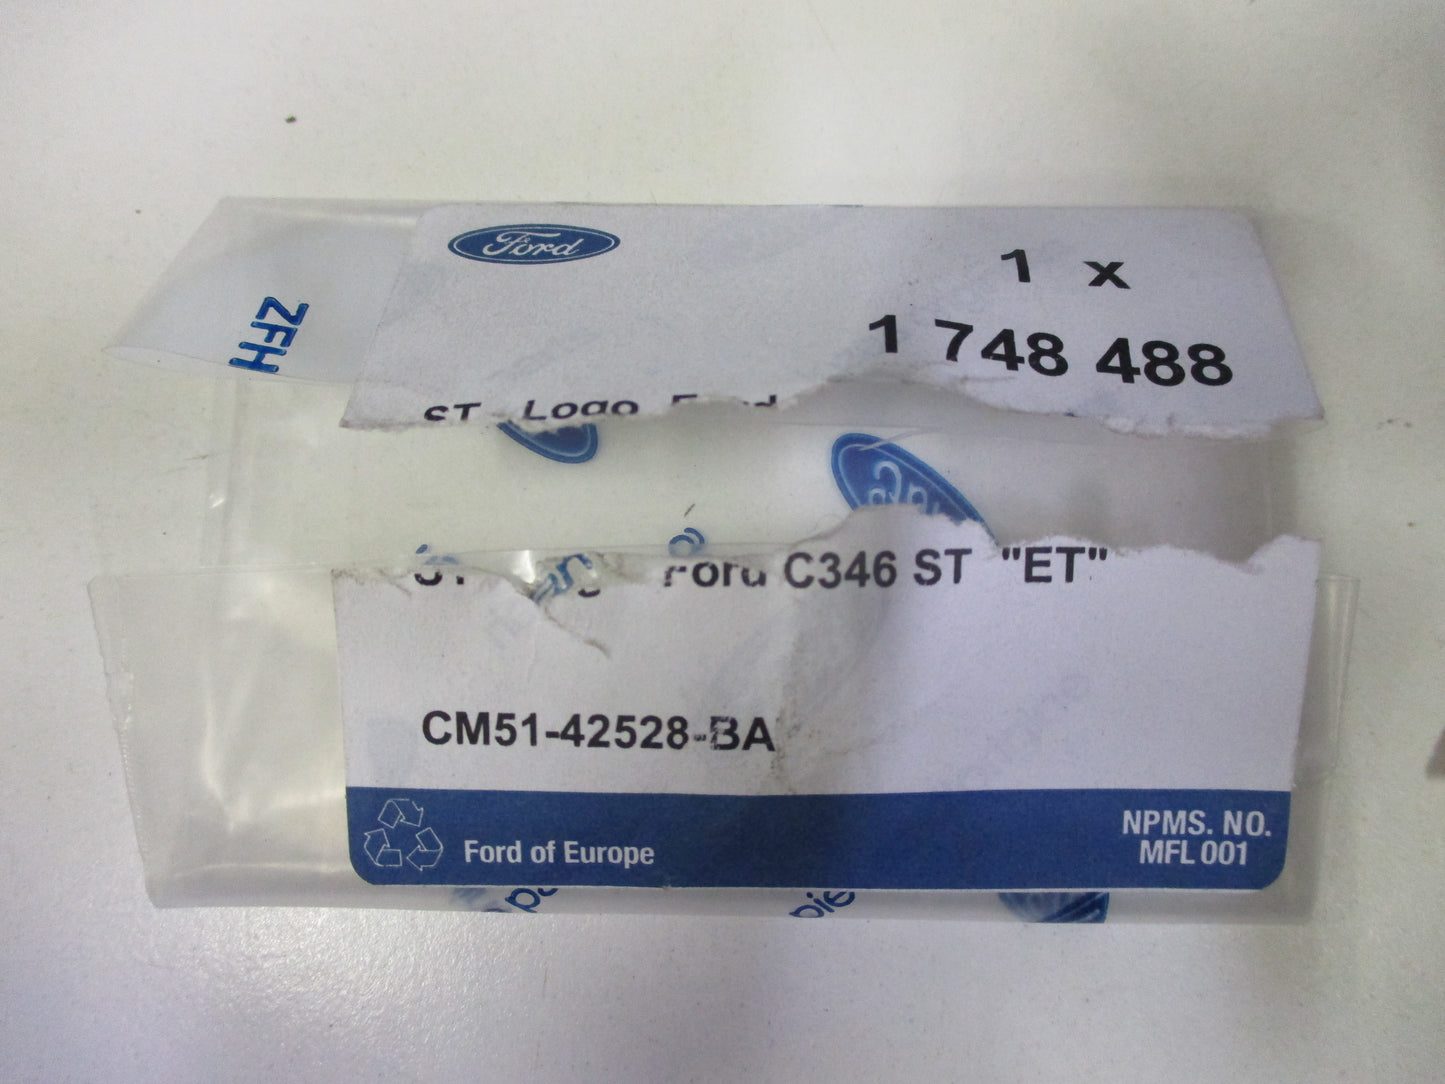 Ford
1 x
1 748 488
ZFH
ST - Logo Ford
Ford C346 ST "ET"
CM51-42528-BA
Ford of Europe
NPMS. NO.
MFL 001